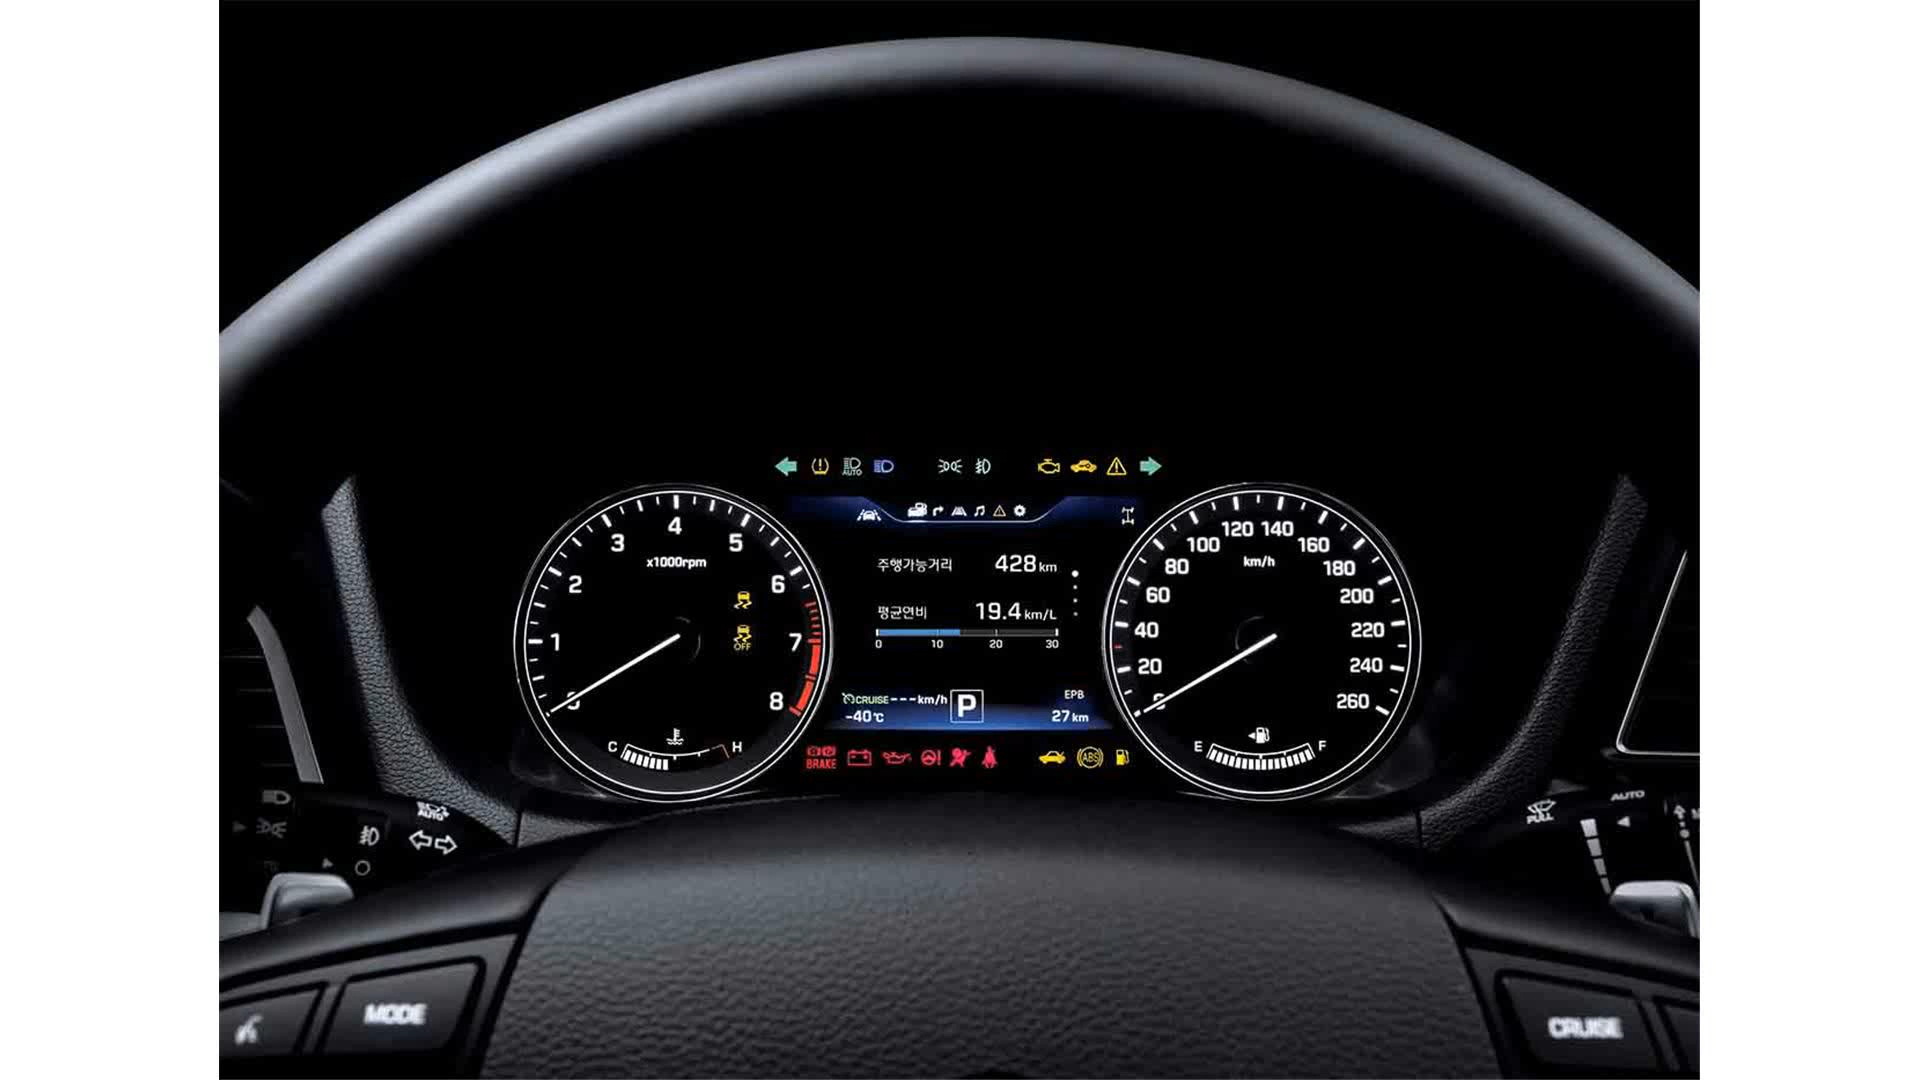 AUTO
4
3
5
2
6
x1000rpm
1
7
OFF
0
8
C
H
주행가능거리 428 km
평균연비 19.4 km/L
0 10 20 30
CRUISE ---km/h
P
EPB
-40℃
27 km
BRAKE
ABS
120 140
100
160
km/h
80
180
60
200
40
220
20
240
0
260
E
F
AUTO
PULL
AUTO
MODE
CRUISE